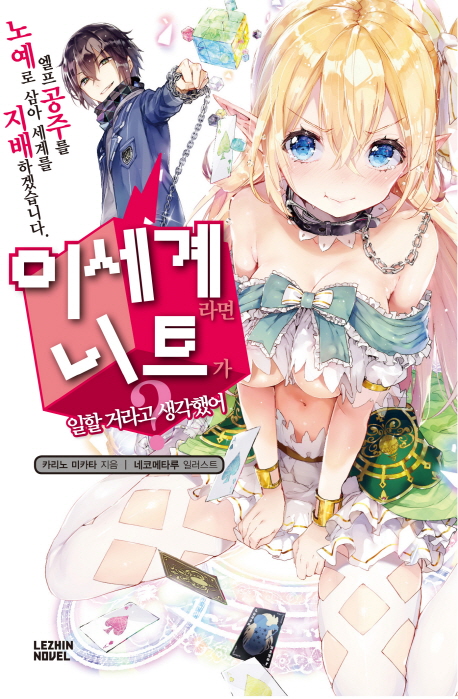 엘프 공주를
노예로 삼아 세계를
지배하겠습니다.
이세계
라면
니트가
?
일할 거라고 생각했어
카리노 미카타 지음 | 네코메타루 일러스트
LEZHIN
NOVEL